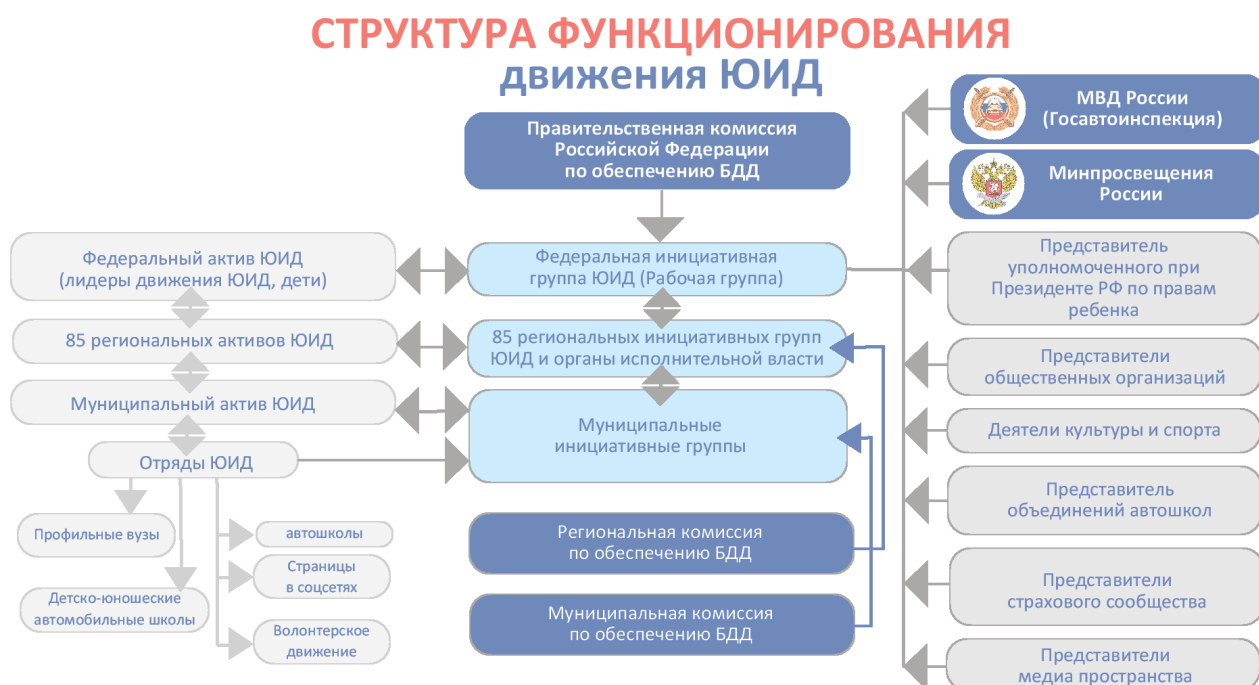 СТРУКТУРА ФУНКЦИОНИРОВАНИЯ
движения ЮИД
Правительственная комиссия
Российской Федерации
по обеспечению БДД
МВД России
(Госавтоинспекция)
Минпросвещения
России
Федеральный актив ЮИД
(лидеры движения ЮИД, дети)
Федеральная инициативная
группа ЮИД (Рабочая группа)
Представитель
уполномоченного при
Президенте РФ по правам
ребенка
85 региональных активов ЮИД
85 региональных инициативных групп
ЮИД и органы исполнительной власти
Представители
общественных организаций
Муниципальный актив ЮИД
Муниципальные
инициативные группы
Деятели культуры и спорта
Отряды ЮИД
Представитель
объединений автошкол
Профильные вузы
автошколы
Страницы
в соцсетях
Детско-юношеские
автомобильные школы
Волонтерское
движение
Региональная комиссия
по обеспечению БДД
Муниципальная комиссия
по обеспечению БДД
Представители
страхового сообщества
Представители
медиа пространства